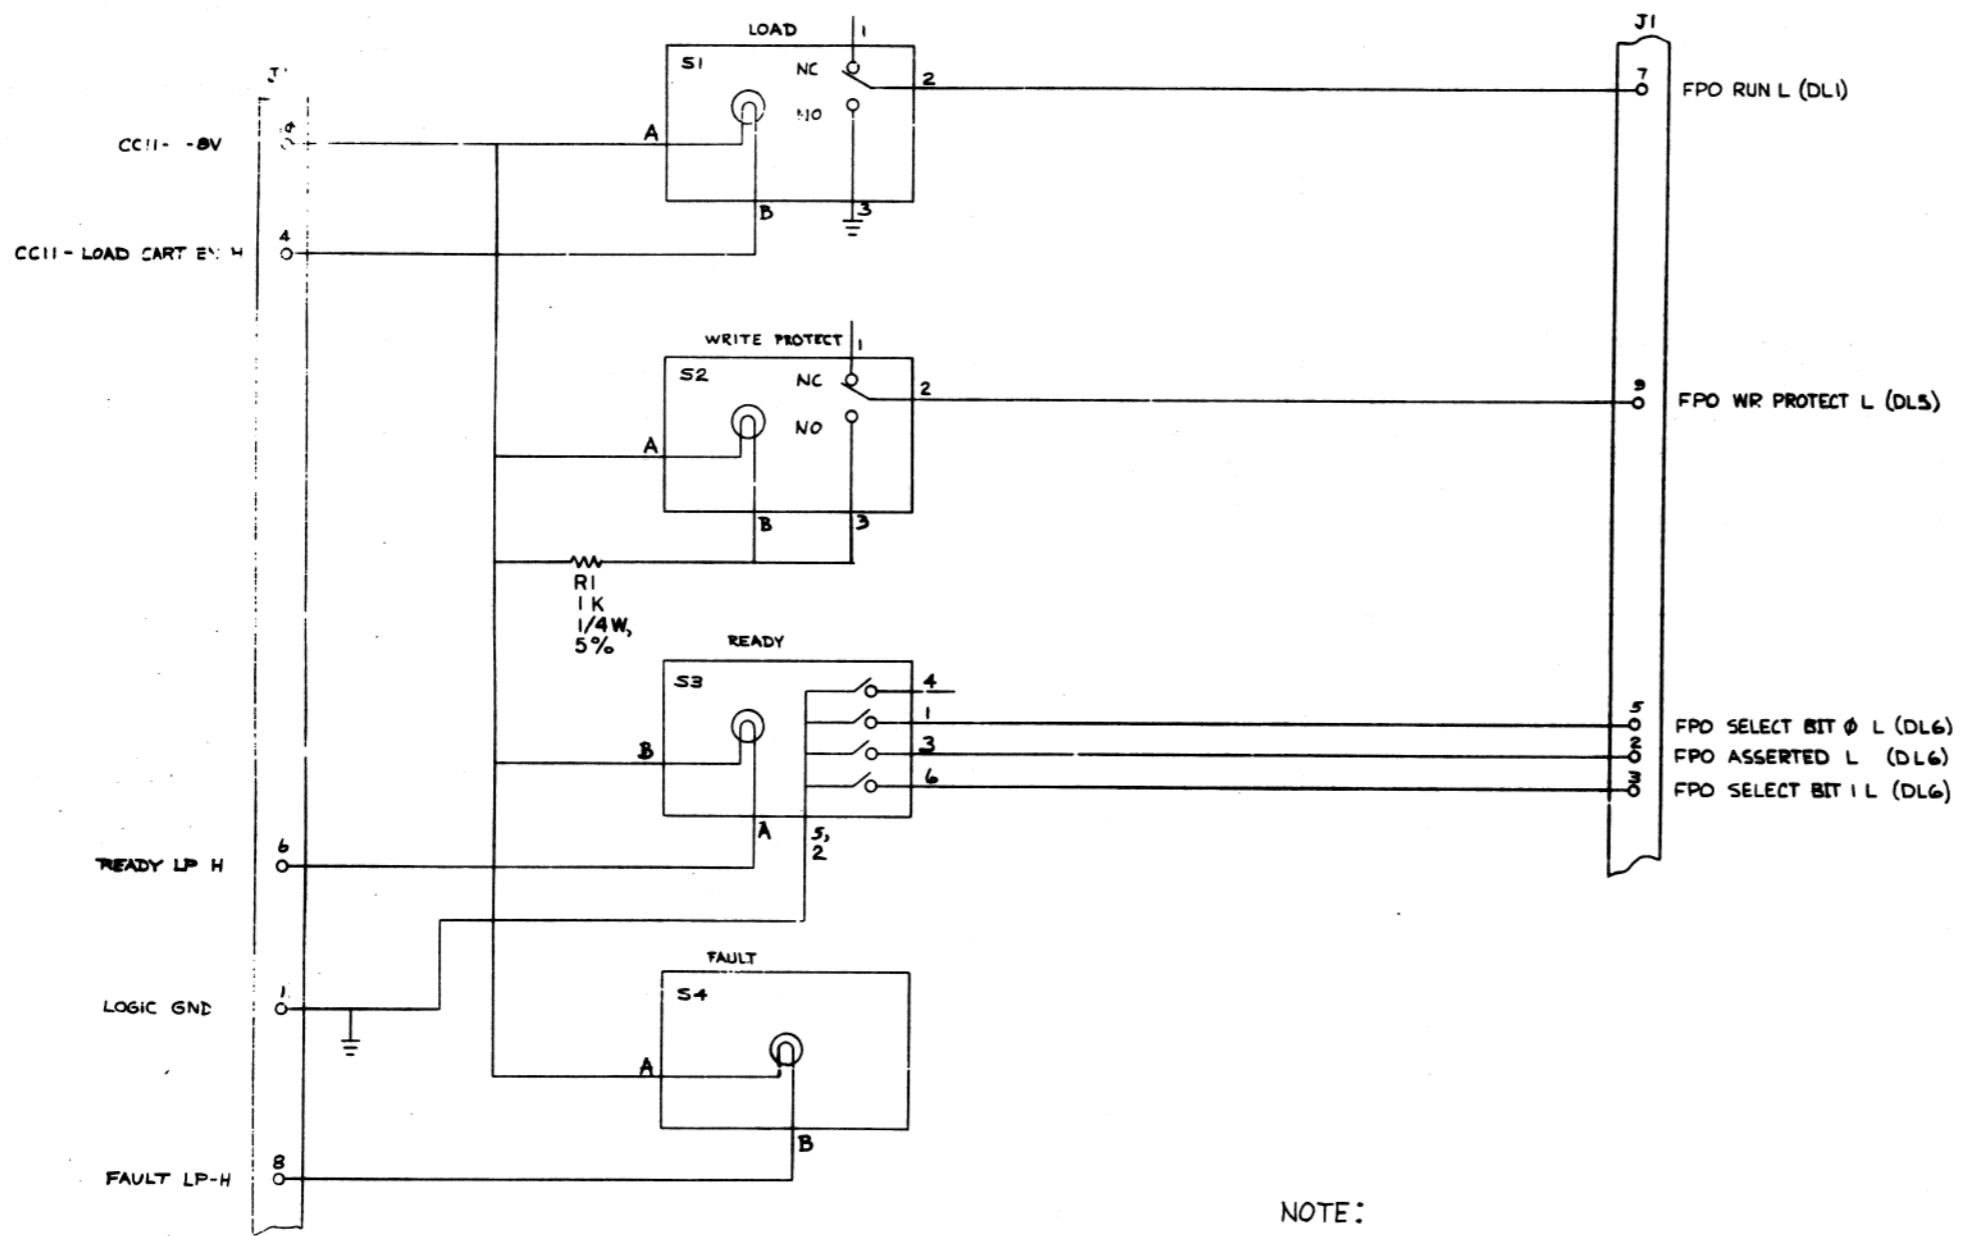 LOAD
1
S1
NC
NO
2
A
B
3
J1
7
FPO RUN L (DL1)
-8V
4
CC11-LOAD CART
H
WRITE PROTECT
1
S2
NC
NO
2
A
B
3
9
FPO WR PROTECT L (DL5)
R1
1K
1/4W,
5%
READY
S3
4
1
3
6
B
A
5,
2
5
FPO SELECT BIT Ø L (DL6)
2
FPO ASSERTED L (DL6)
3
FPO SELECT BIT 1 L (DL6)
6
READY LP H
1
LOGIC GND
FAULT
S4
A
B
8
FAULT LP-H
NOTE: